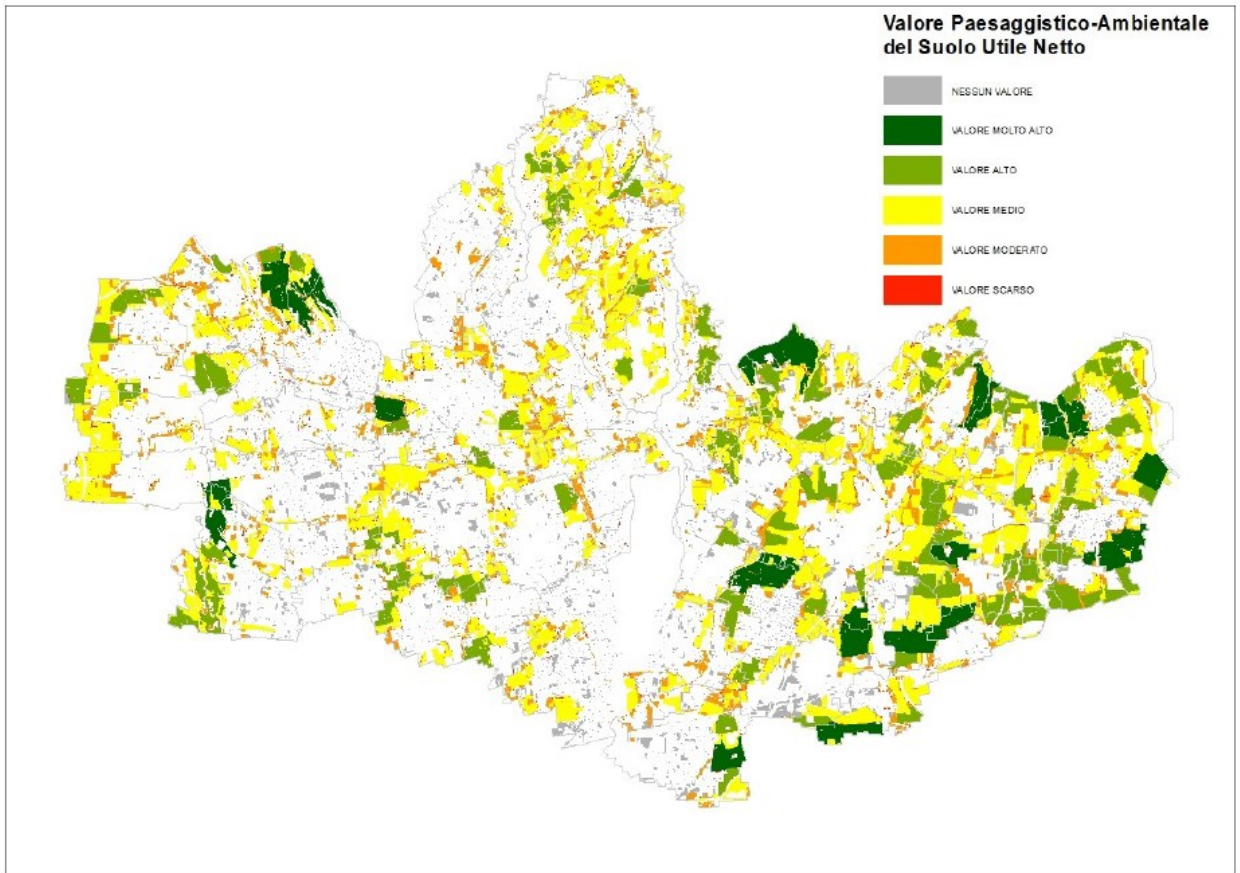 Valore Paesaggistico-Ambientale
del Suolo Utile Netto
NESSUN VALORE
VALORE MOLTO ALTO
VALORE ALTO
VALORE MEDIO
VALORE MODERATO
VALORE SCARSO